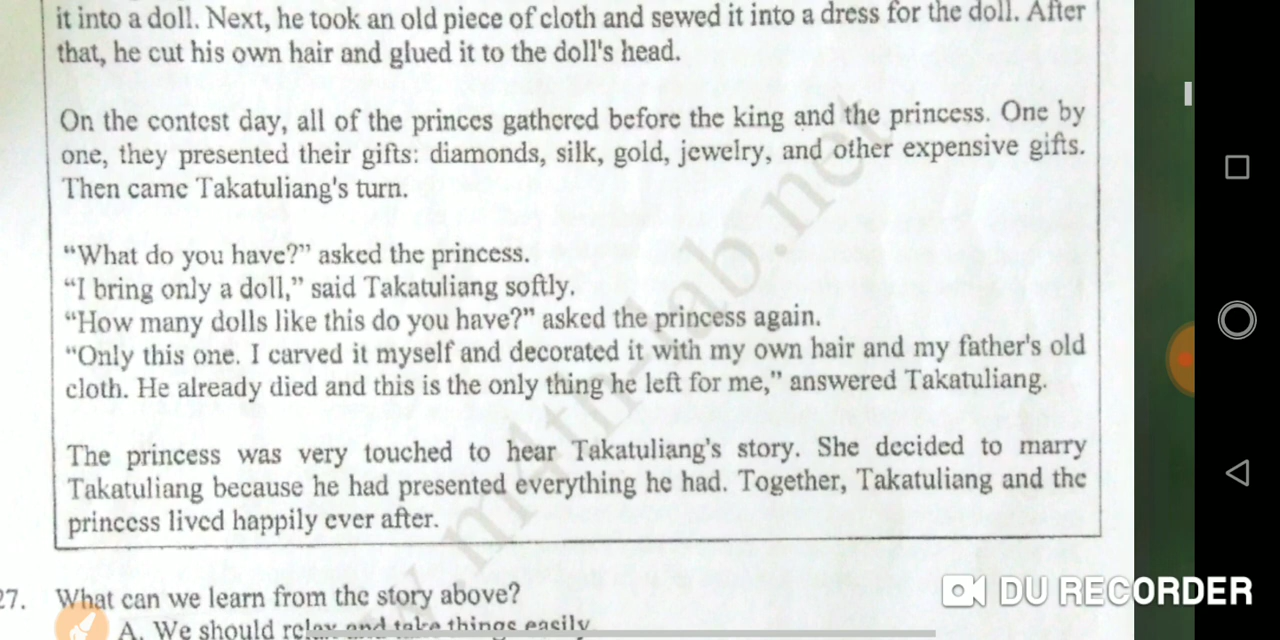 it into a doll. Next, he took an old piece of cloth and sewed it into a dress for the doll. After
that, he cut his own hair and glued it to the doll's head.
On the contest day, all of the princes gathered before the king and the princess. One by
one, they presented their gifts: diamonds, silk, gold, jewelry, and other expensive gifts.
Then came Takatuliang's turn.
“What do you have?” asked the princess.
“I bring only a doll,” said Takatuliang softly.
“How many dolls like this do you have?” asked the princess again.
“Only this one. I carved it myself and decorated it with my own hair and my father's old
cloth. He already died and this is the only thing he left for me,” answered Takatuliang.
The princess was very touched to hear Takatuliang's story. She decided to marry
Takatuliang because he had presented everything he had. Together, Takatuliang and the
princess lived happily ever after.
27. What can we learn from the story above?
A. We should relax and take things easily.
DU RECORDER
m4th-lab.net